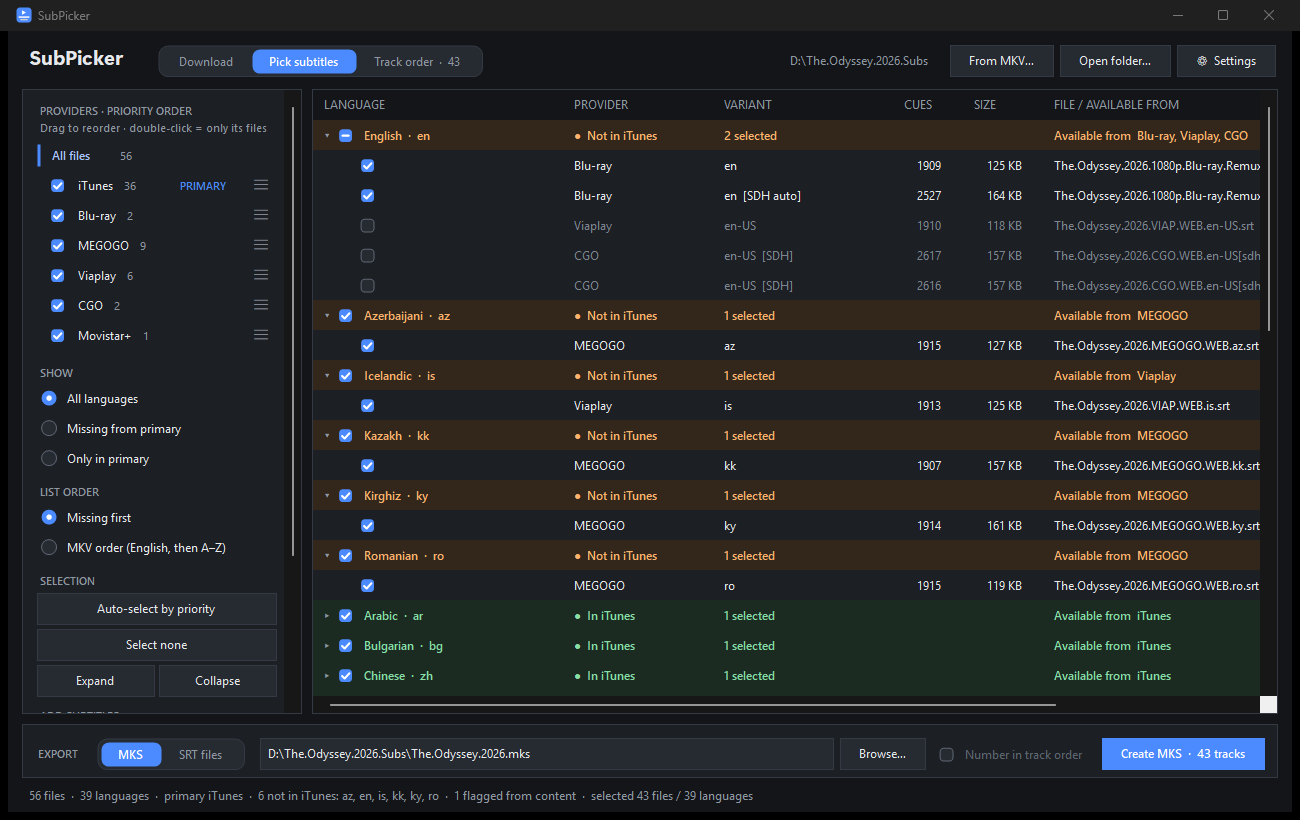 SubPicker
SubPicker
Download Pick subtitles Track order · 43 D:\The.Odyssey.2026.Subs From MKV... Open folder... Settings
PROVIDERS · PRIORITY ORDER
Drag to reorder · double-click = only its files
All files 56
iTunes 36 PRIMARY
Blu-ray 2
MEGOGO 9
Viaplay 6
CGO 2
Movistar+ 1
SHOW
All languages
Missing from primary
Only in primary
LIST ORDER
Missing first
MKV order (English, then A–Z)
SELECTION
Auto-select by priority
Select none
Expand Collapse
LANGUAGE PROVIDER VARIANT CUES SIZE FILE / AVAILABLE FROM
English · en • Not in iTunes 2 selected Available from Blu-ray, Viaplay, CGO
Blu-ray en 1909 125 KB The.Odyssey.2026.1080p.Blu-ray.Remux
Blu-ray en [SDH auto] 2527 164 KB The.Odyssey.2026.1080p.Blu-ray.Remux
Viaplay en-US 1910 118 KB The.Odyssey.2026.VIAP.WEB.en-US.srt
CGO en-US [SDH] 2617 157 KB The.Odyssey.2026.CGO.WEB.en-US[sdh
CGO en-US [SDH] 2616 157 KB The.Odyssey.2026.CGO.WEB.en-US[sdh
Azerbaijani · az • Not in iTunes 1 selected Available from MEGOGO
MEGOGO az 1915 127 KB The.Odyssey.2026.MEGOGO.WEB.az.srt
Icelandic · is • Not in iTunes 1 selected Available from Viaplay
Viaplay is 1913 125 KB The.Odyssey.2026.VIAP.WEB.is.srt
Kazakh · kk • Not in iTunes 1 selected Available from MEGOGO
MEGOGO kk 1907 157 KB The.Odyssey.2026.MEGOGO.WEB.kk.srt
Kirghiz · ky • Not in iTunes 1 selected Available from MEGOGO
MEGOGO ky 1914 161 KB The.Odyssey.2026.MEGOGO.WEB.ky.srt
Romanian · ro • Not in iTunes 1 selected Available from MEGOGO
MEGOGO ro 1915 119 KB The.Odyssey.2026.MEGOGO.WEB.ro.srt
Arabic · ar • In iTunes 1 selected Available from iTunes
Bulgarian · bg • In iTunes 1 selected Available from iTunes
Chinese · zh • In iTunes 1 selected Available from iTunes
EXPORT MKS SRT files D:\The.Odyssey.2026.Subs\The.Odyssey.2026.mks Browse... Number in track order Create MKS · 43 tracks
56 files · 39 languages · primary iTunes · 6 not in iTunes: az, en, is, kk, ky, ro · 1 flagged from content · selected 43 files / 39 languages